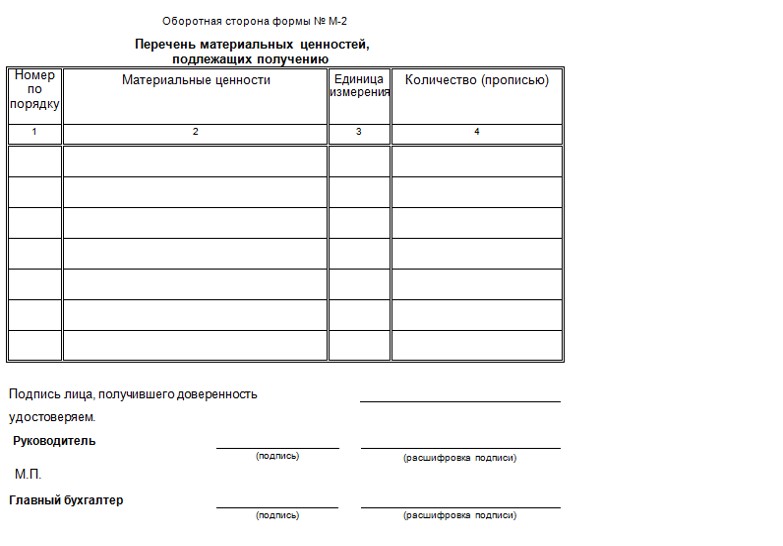 Оборотная сторона формы № М-2
Перечень материальных ценностей,
подлежащих получению
Номер по порядку
Материальные ценности
Единица измерения
Количество (прописью)
1 2 3 4
Подпись лица, получившего доверенность
удостоверяем.
Руководитель
(подпись) (расшифровка подписи)
М.П.
Главный бухгалтер
(подпись) (расшифровка подписи)